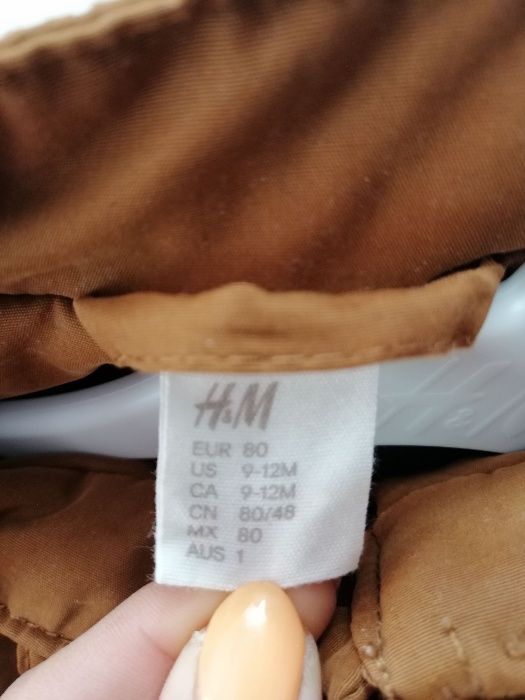 H&M
EUR 80
US 9-12M
CA 9-12M
CN 80/48
MX 80
AUS 1
H&M